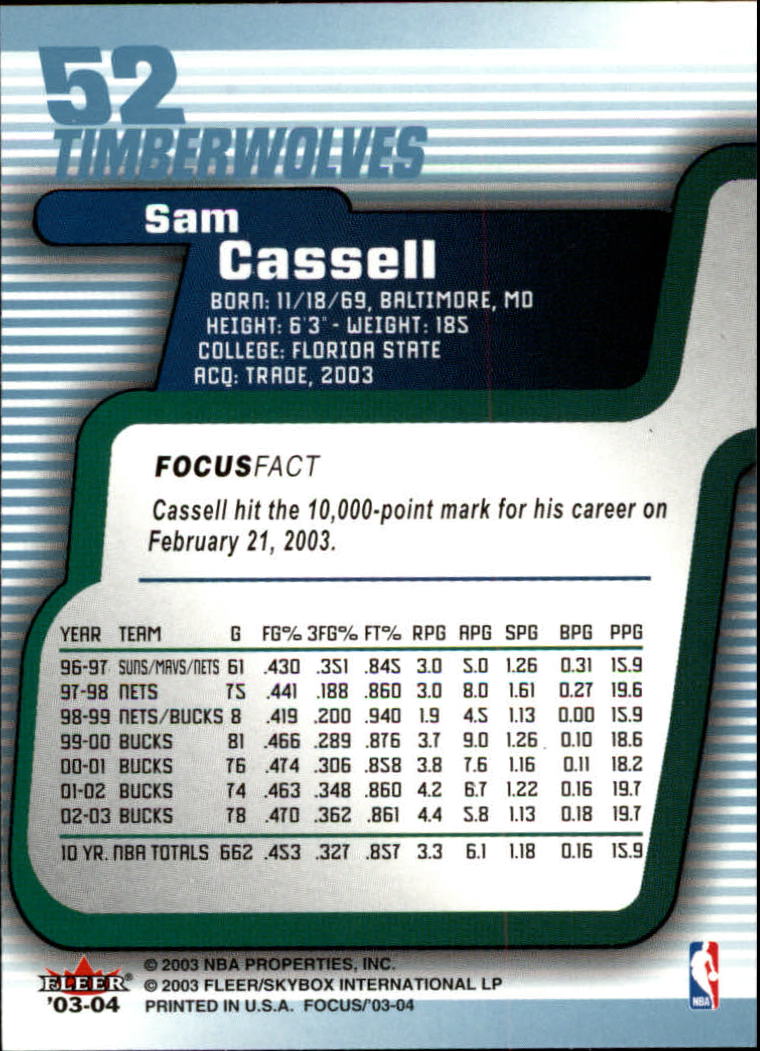 52
TIMBERWOLVES
Sam
Cassell
BORN: 11/18/69, BALTIMORE, MD
HEIGHT: 6'3" - WEIGHT: 185
COLLEGE: FLORIDA STATE
ACQ: TRADE, 2003
FOCUSFACT
Cassell hit the 10,000-point mark for his career on
February 21, 2003.
YEAR TEAM G FG% 3FG% FT% RPG APG SPG BPG PPG
96-97 SUNS/MAVS/NETS 61 .430 .351 .845 3.0 5.0 1.26 0.31 15.9
97-98 NETS 75 .441 .188 .860 3.0 8.0 1.61 0.27 19.6
98-99 NETS/BUCKS 8 .419 .200 .940 1.9 4.5 1.13 0.00 15.9
99-00 BUCKS 81 .466 .289 .876 3.7 9.0 1.26 0.10 18.6
00-01 BUCKS 76 .474 .306 .858 3.8 7.6 1.16 0.11 18.2
01-02 BUCKS 74 .463 .348 .860 4.2 6.7 1.22 0.16 19.7
02-03 BUCKS 78 .470 .362 .861 4.4 5.8 1.13 0.18 19.7
10 YR. NBA TOTALS 662 .453 .327 .857 3.3 6.1 1.18 0.16 15.9
FLEER®
'03-04
© 2003 NBA PROPERTIES, INC.
© 2003 FLEER/SKYBOX INTERNATIONAL LP
PRINTED IN U.S.A. FOCUS/'03-04
NBA